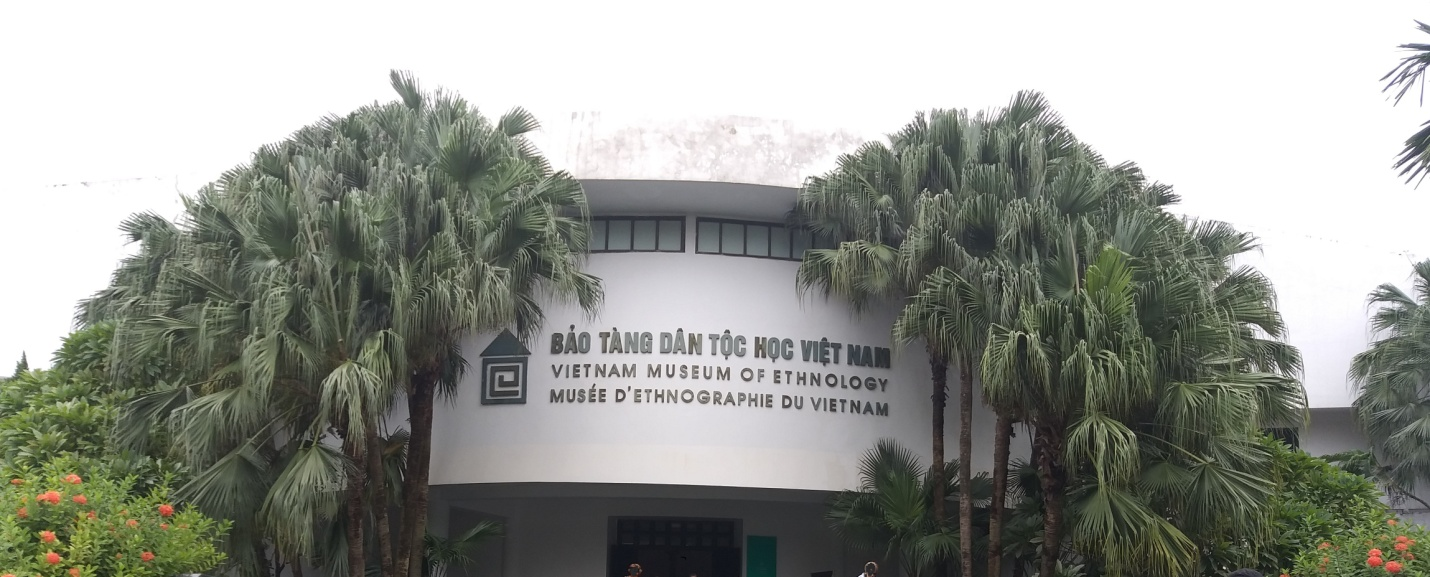 BẢO TÀNG DÂN TỘC HỌC VIỆT NAM
VIETNAM MUSEUM OF ETHNOLOGY
MUSÉE D'ETHNOGRAPHIE DU VIETNAM